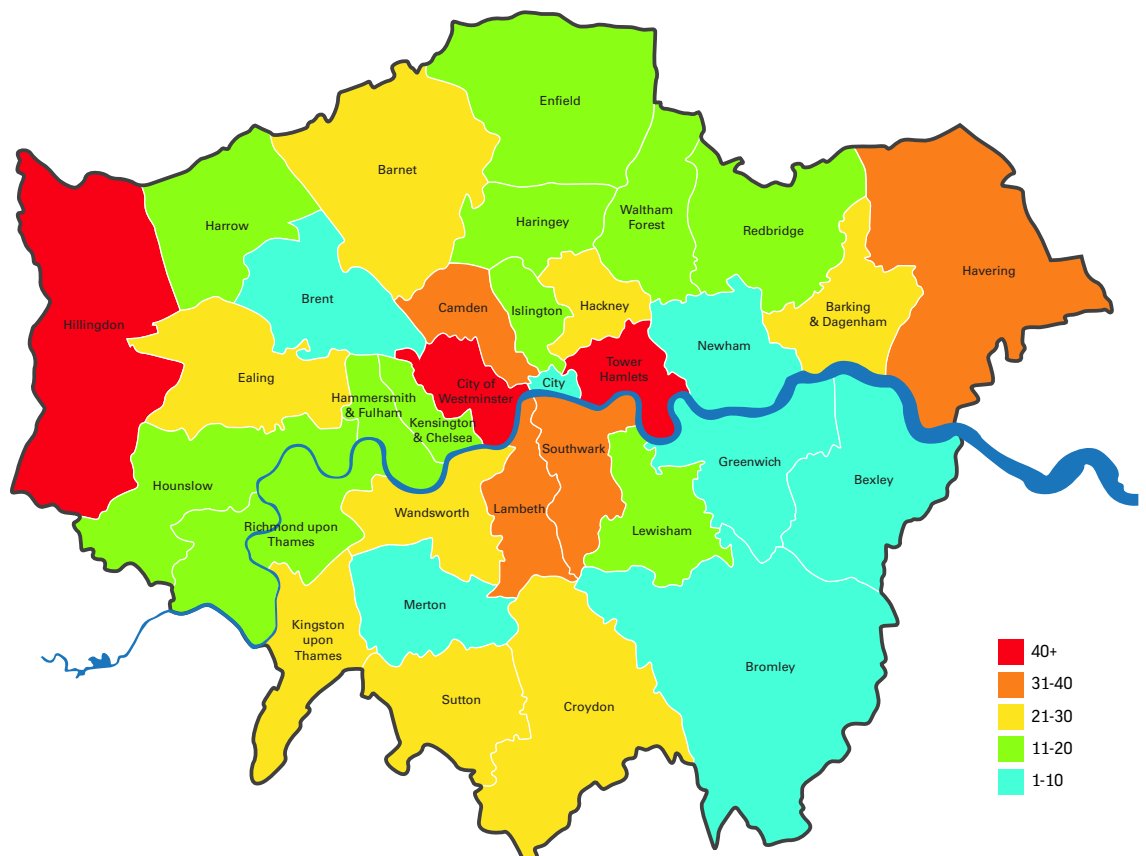 Enfield
Barnet
Harrow
Haringey
Waltham
Forest
Redbridge
Havering
Brent
Camden
Islington
Hackney
Barking
& Dagenham
Hillingdon
Newham
Ealing
City of
Westminster
City
Tower
Hamlets
Hammersmith
& Fulham
Kensington
& Chelsea
Southwark
Greenwich
Bexley
Hounslow
Richmond upon
Thames
Wandsworth
Lambeth
Lewisham
Merton
Kingston
upon
Thames
Sutton
Croydon
Bromley
40+
31-40
21-30
11-20
1-10